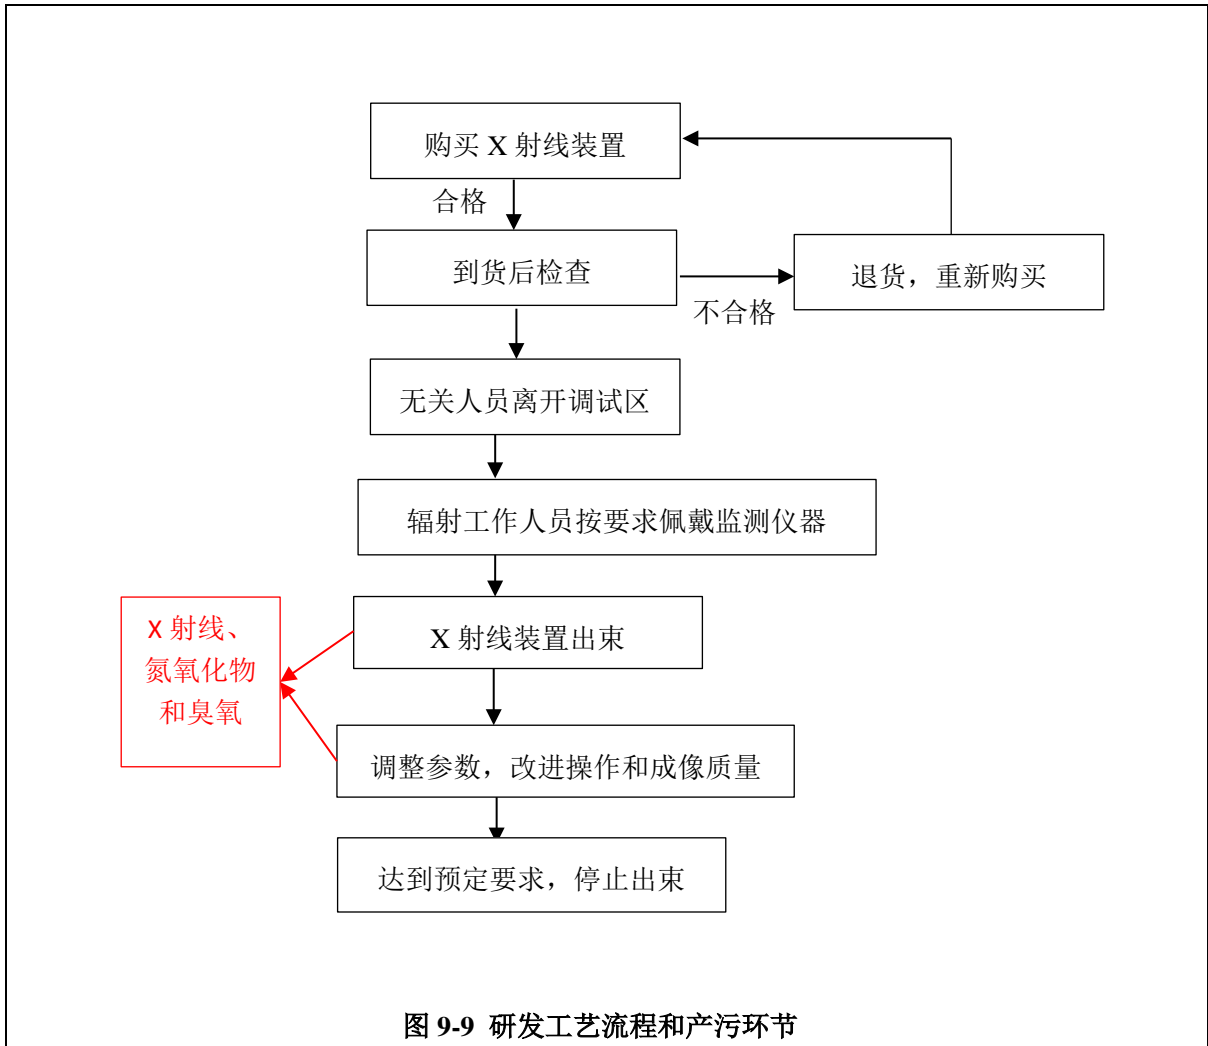 购买 X 射线装置
合格
到货后检查
退货，重新购买
不合格
无关人员离开调试区
辐射工作人员按要求佩戴监测仪器
X 射线、
氮氧化物
和臭氧
X 射线装置出束
调整参数，改进操作和成像质量
达到预定要求，停止出束
图 9-9 研发工艺流程和产污环节